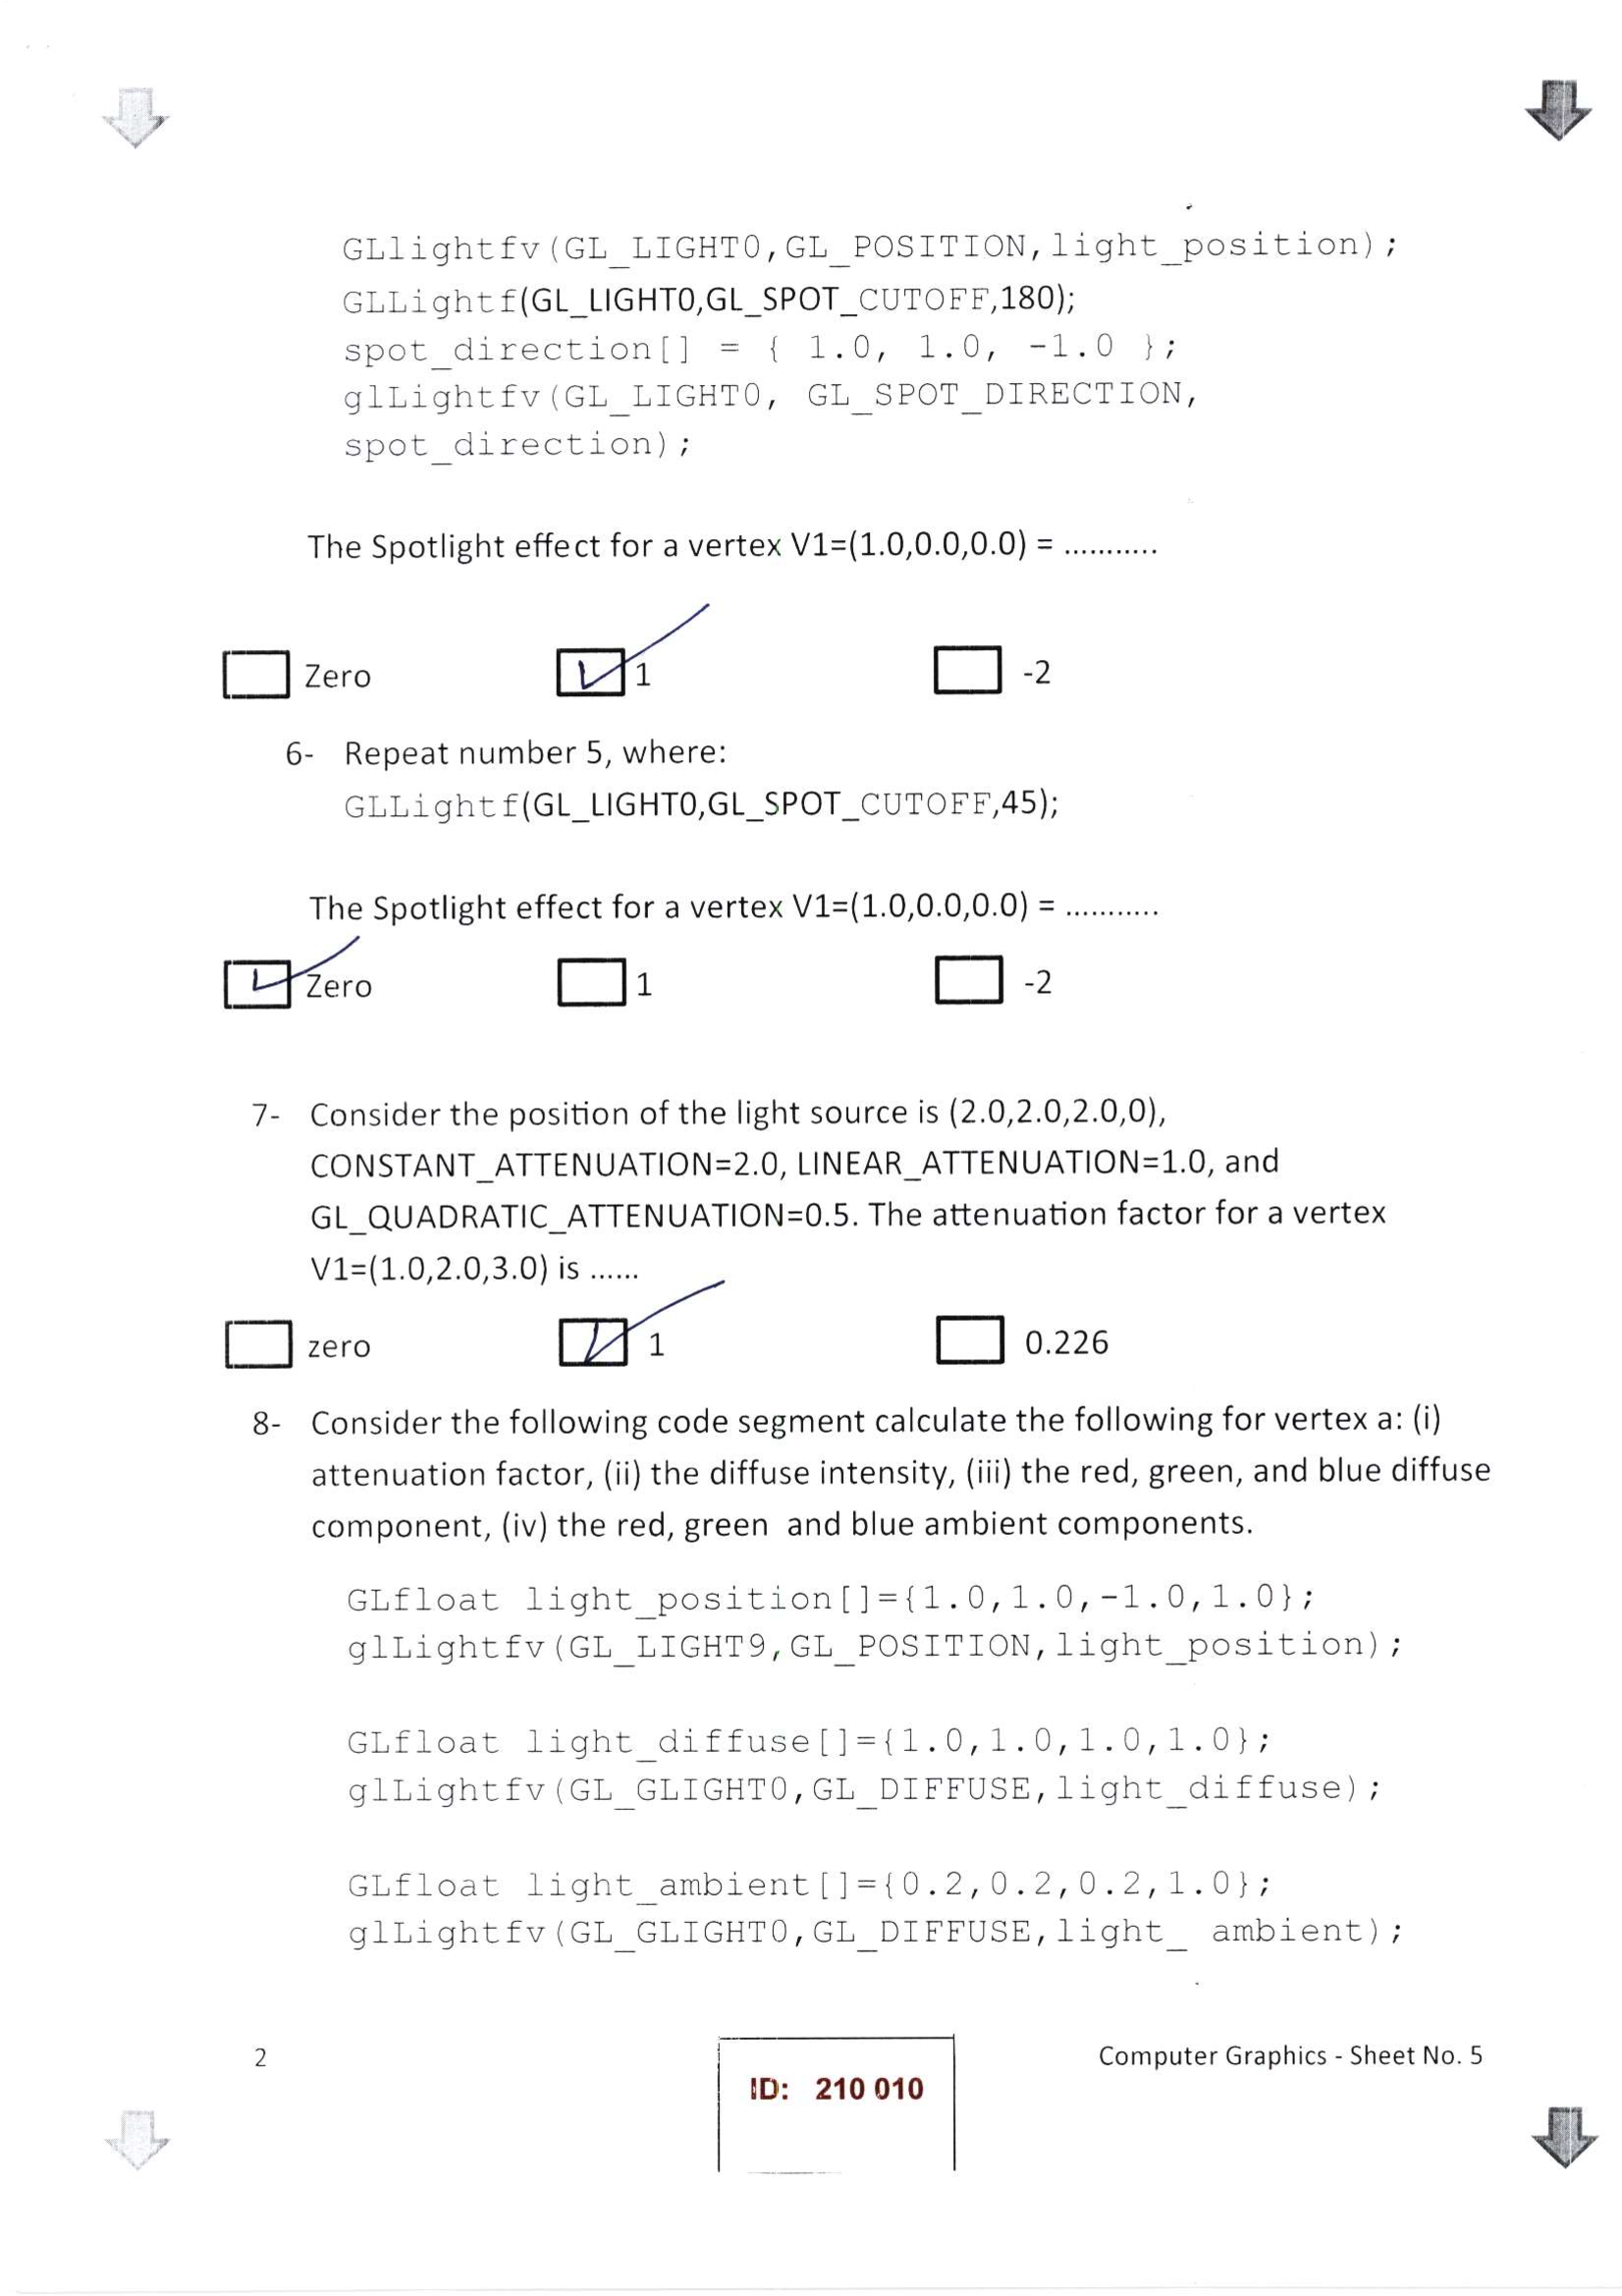 GLlightfv(GL_LIGHT0,GL_POSITION,light_position);
GLLightf(GL_LIGHT0,GL_SPOT_CUTOFF,180);
spot_direction[] = { 1.0, 1.0, -1.0 };
glLightfv(GL_LIGHT0, GL_SPOT_DIRECTION,
spot_direction);
The Spotlight effect for a vertex V1=(1.0,0.0,0.0) = ...........
Zero 1 -2
6- Repeat number 5, where:
GLLightf(GL_LIGHT0,GL_SPOT_CUTOFF,45);
The Spotlight effect for a vertex V1=(1.0,0.0,0.0) = ...........
Zero 1 -2
7- Consider the position of the light source is (2.0,2.0,2.0,0),
CONSTANT_ATTENUATION=2.0, LINEAR_ATTENUATION=1.0, and
GL_QUADRATIC_ATTENUATION=0.5. The attenuation factor for a vertex
V1=(1.0,2.0,3.0) is ......
zero 1 0.226
8- Consider the following code segment calculate the following for vertex a: (i)
attenuation factor, (ii) the diffuse intensity, (iii) the red, green, and blue diffuse
component, (iv) the red, green and blue ambient components.
GLfloat light_position[]={1.0,1.0,-1.0,1.0};
glLightfv(GL_LIGHT9,GL_POSITION,light_position);
GLfloat light_diffuse[]={1.0,1.0,1.0,1.0};
glLightfv(GL_GLIGHT0,GL_DIFFUSE,light_diffuse);
GLfloat light_ambient[]={0.2,0.2,0.2,1.0};
glLightfv(GL_GLIGHT0,GL_DIFFUSE,light_ ambient);
2
Computer Graphics - Sheet No. 5
ID: 210 010